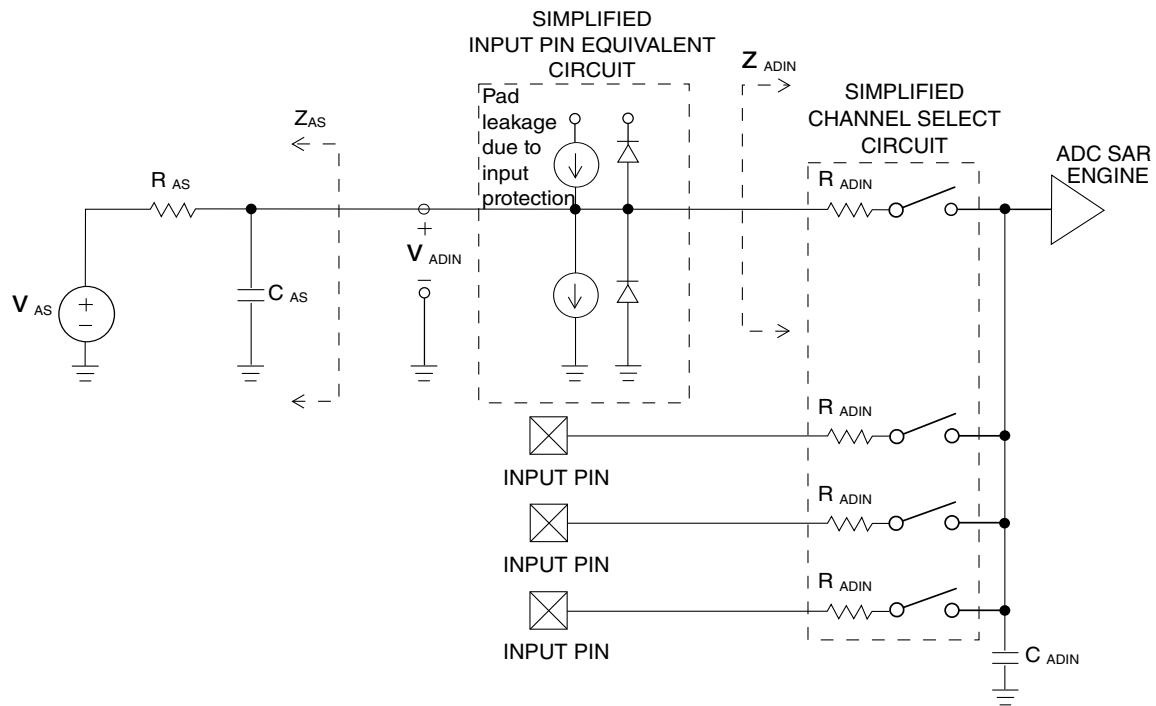 SIMPLIFIED
INPUT PIN EQUIVALENT
CIRCUIT
Z ADIN
Pad
leakage
due to
input
protection
SIMPLIFIED
CHANNEL SELECT
CIRCUIT
ADC SAR
ENGINE
Z AS
R AS
R ADIN
+
V ADIN
−
C AS
V AS
+
−
R ADIN
INPUT PIN
R ADIN
INPUT PIN
R ADIN
INPUT PIN
C ADIN